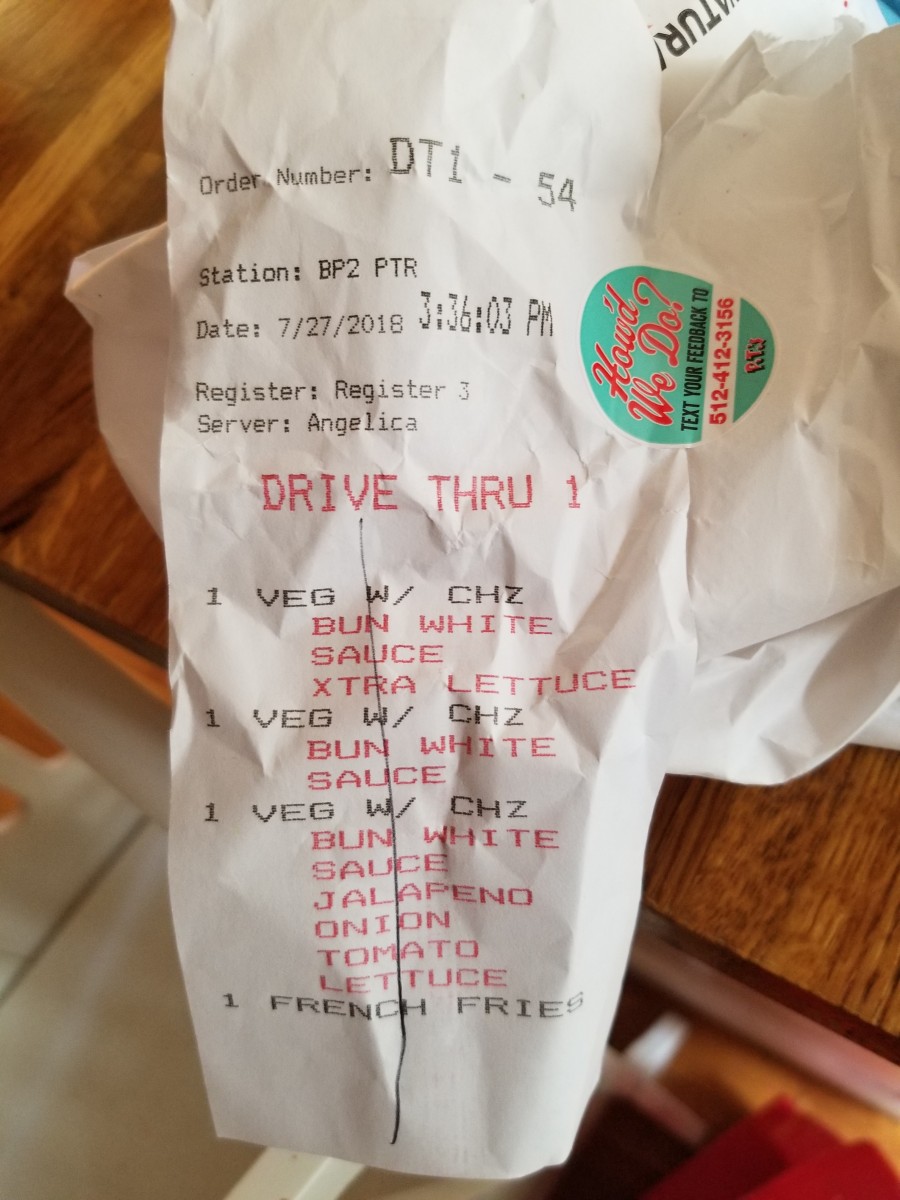 Order Number: DT1 - 54
Station: BP2 PTR
Date: 7/27/2018 3:36:03 PM
Register: Register 3
Server: Angelica
DRIVE THRU 1
1 VEG W/ CHZ
BUN WHITE
SAUCE
XTRA LETTUCE
1 VEG W/ CHZ
BUN WHITE
SAUCE
1 VEG W/ CHZ
BUN WHITE
SAUCE
JALAPENO
ONION
TOMATO
LETTUCE
1 FRENCH FRIES
How'd
We Do?
TEXT YOUR FEEDBACK TO
512-412-3156
P.T's